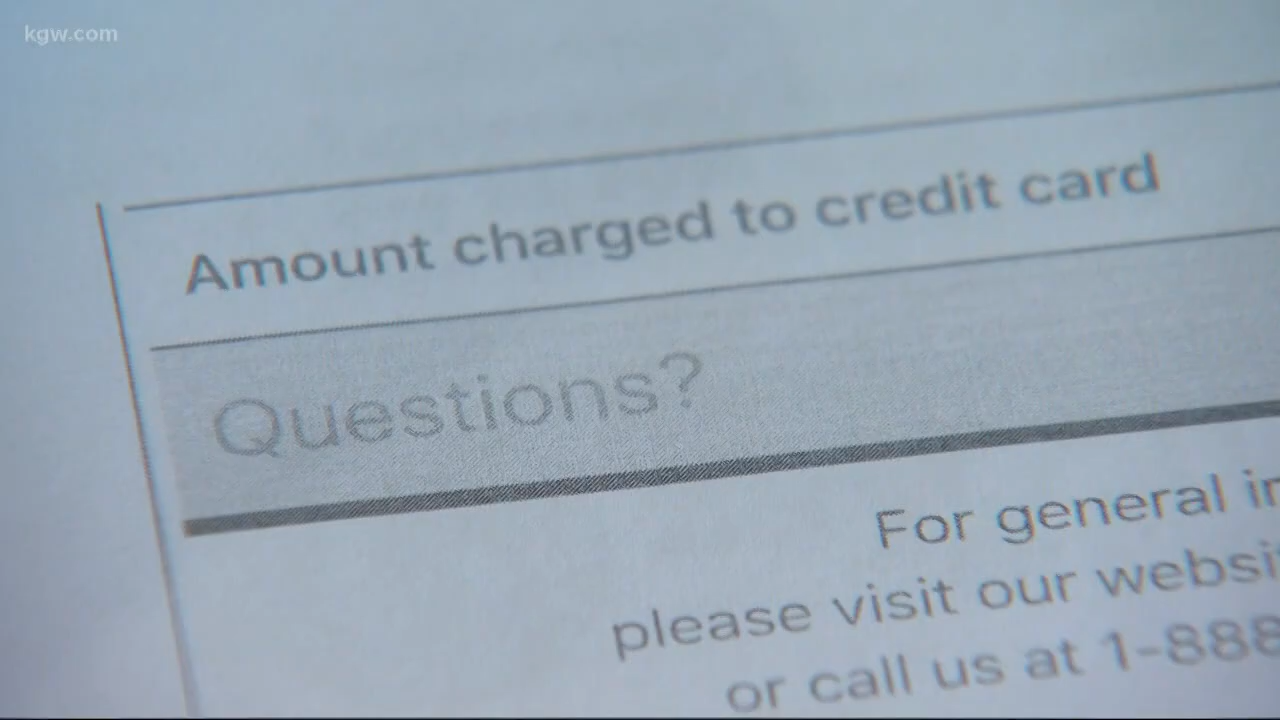 kgw.com
Amount charged to credit card
Questions?
For general
please visit our
or call us at 1-888